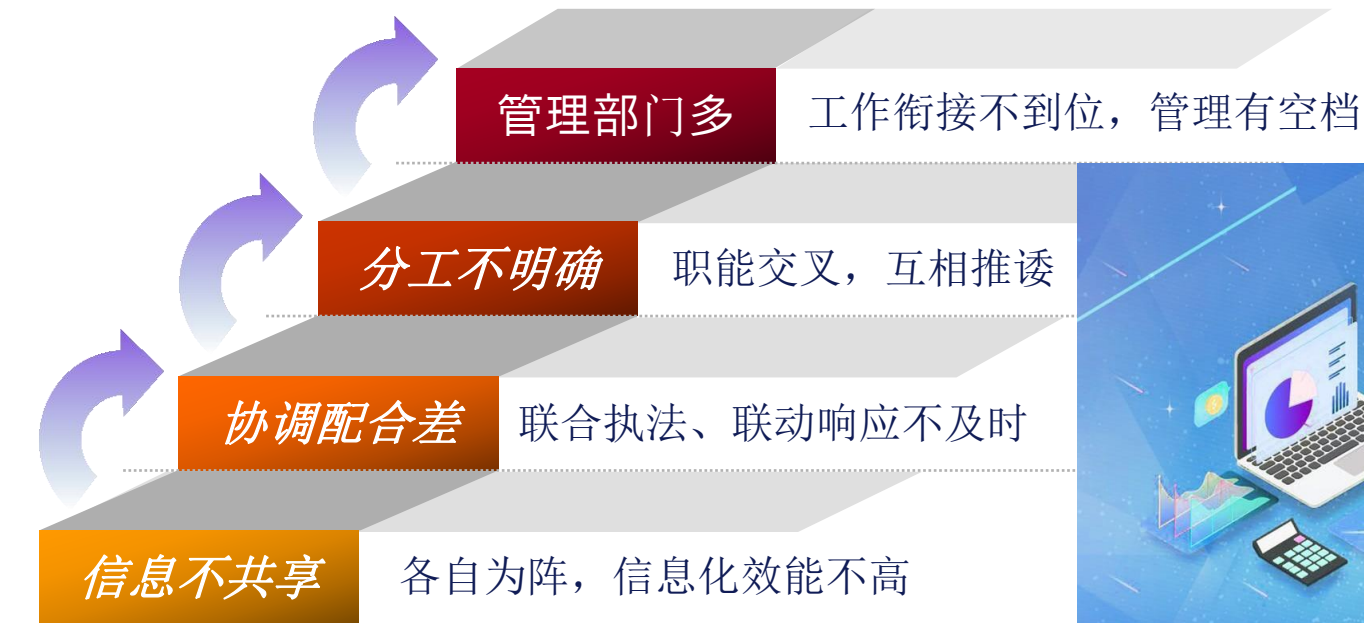 管理部门多 工作衔接不到位，管理有空档
分工不明确 职能交叉，互相推诿
协调配合差 联合执法、联动响应不及时
信息不共享 各自为阵，信息化效能不高